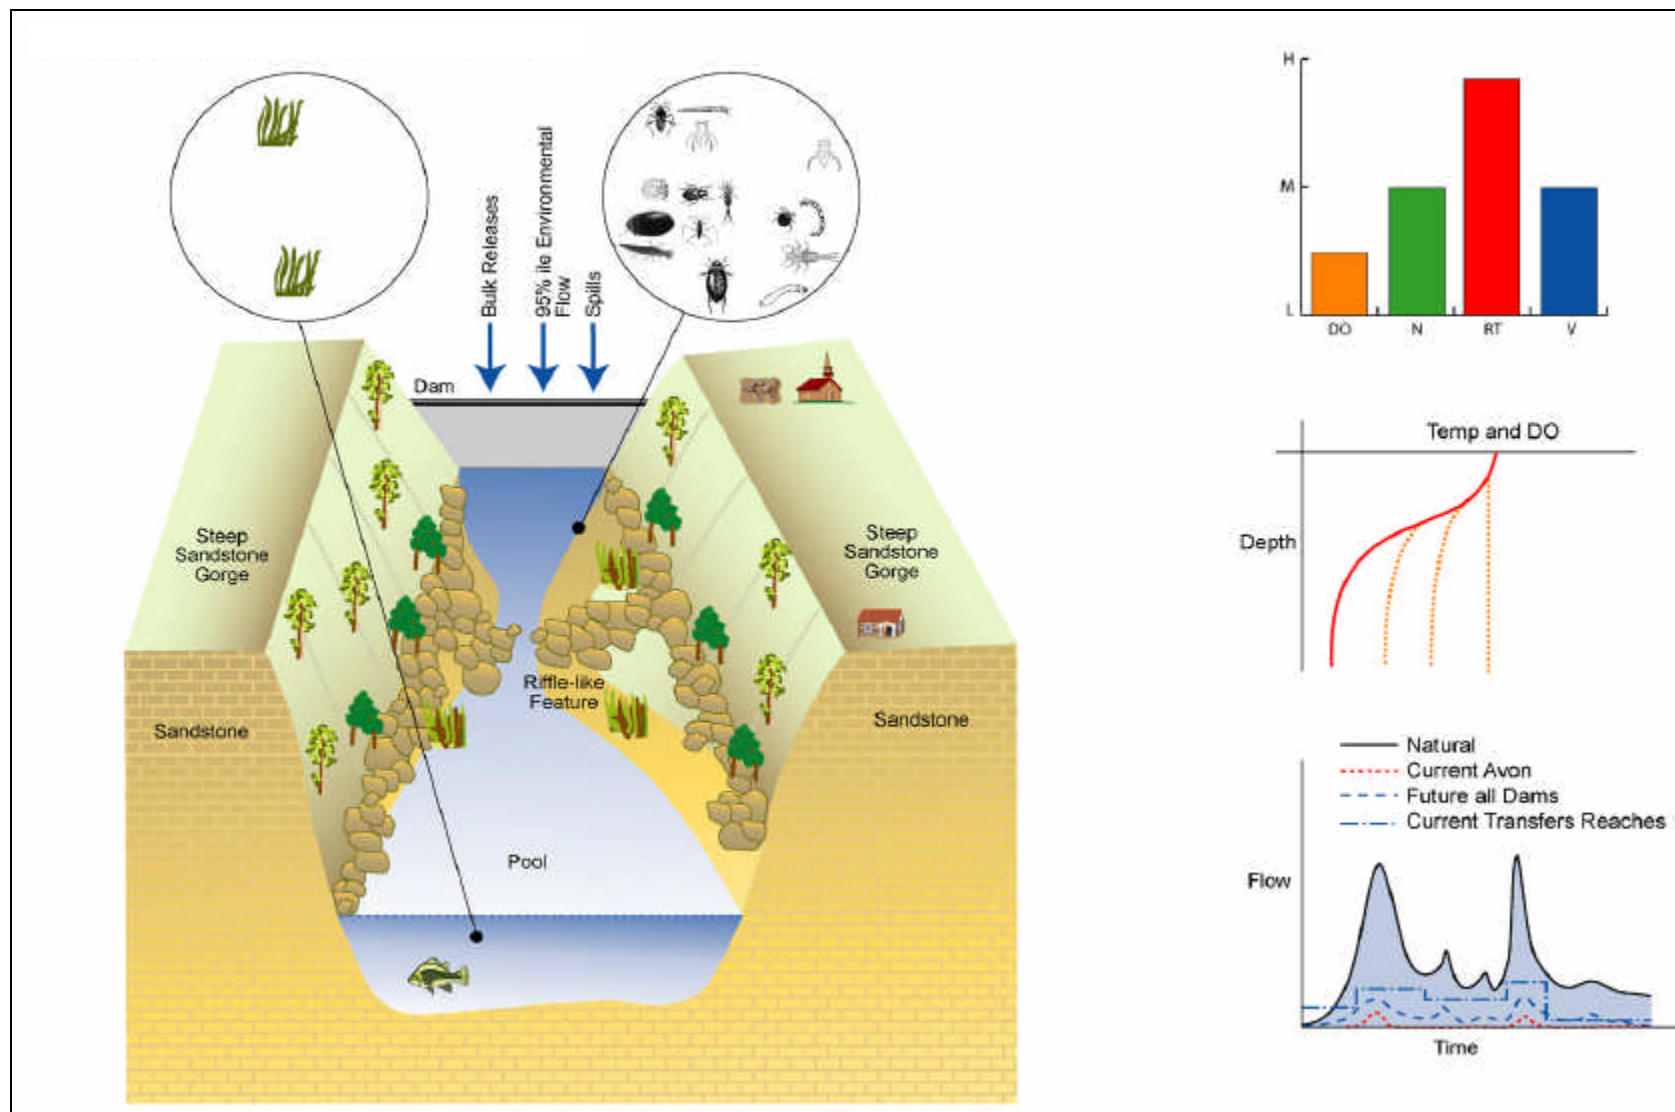 Bulk Releases
95% ile Environmental
Flow
Spills
Dam
Steep
Sandstone
Gorge
Steep
Sandstone
Gorge
Riffle-like
Feature
Sandstone
Sandstone
Pool
H
M
L
DO
N
RT
V
Temp and DO
Depth
Natural
Current Avon
Future all Dams
Current Transfers Reaches
Flow
Time